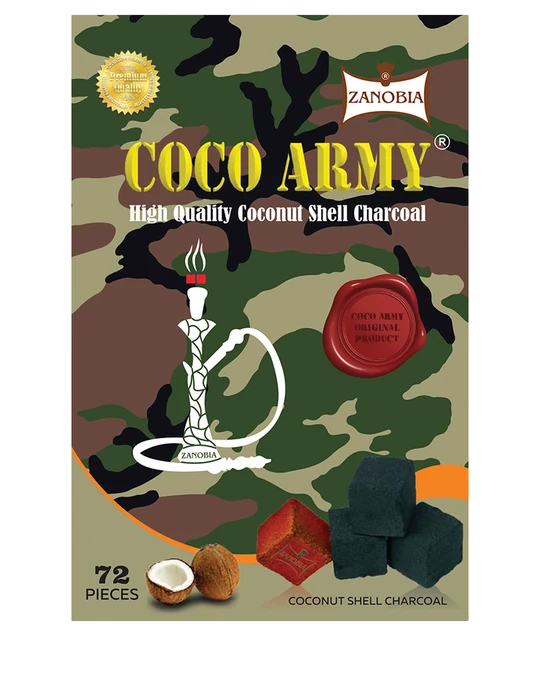 Premium
Quality
®
ZANOBIA
COCO ARMY®
High Quality Coconut Shell Charcoal
COCO ARMY
ORIGINAL
PRODUCT
ZANOBIA
ZANOBIA
72
PIECES
COCONUT SHELL CHARCOAL